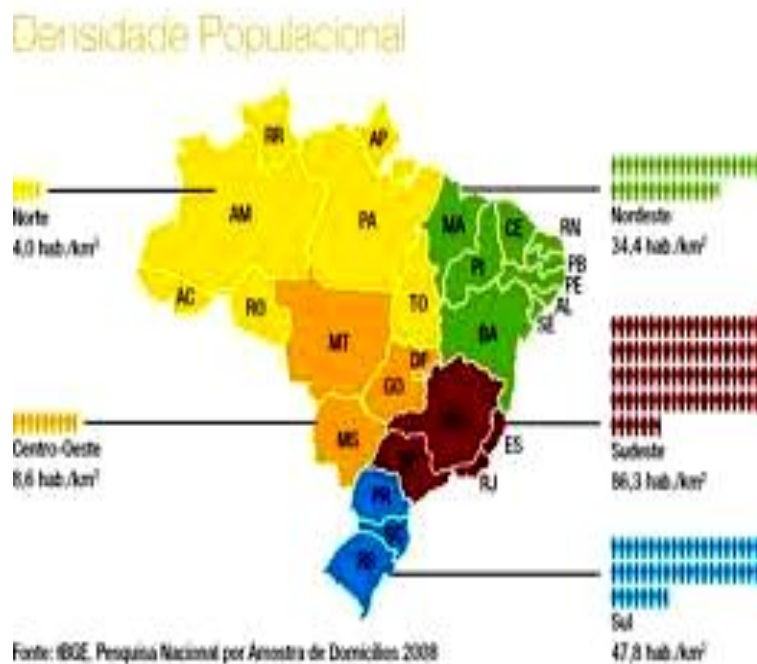 Densidade Populacional
RR
AP
AM
PA
MA
CE
RN
PI
PB
PE
AL
SE
AC
RO
TO
BA
MT
DF
GO
MS
ES
RJ
PR
RS
Norte
4,0 hab./km²
Nordeste
34,4 hab./km²
Centro-Oeste
8,6 hab./km²
Sudeste
86,3 hab./km²
Sul
47,8 hab./km²
Fonte: IBGE, Pesquisa Nacional por Amostra de Domicílios 2008